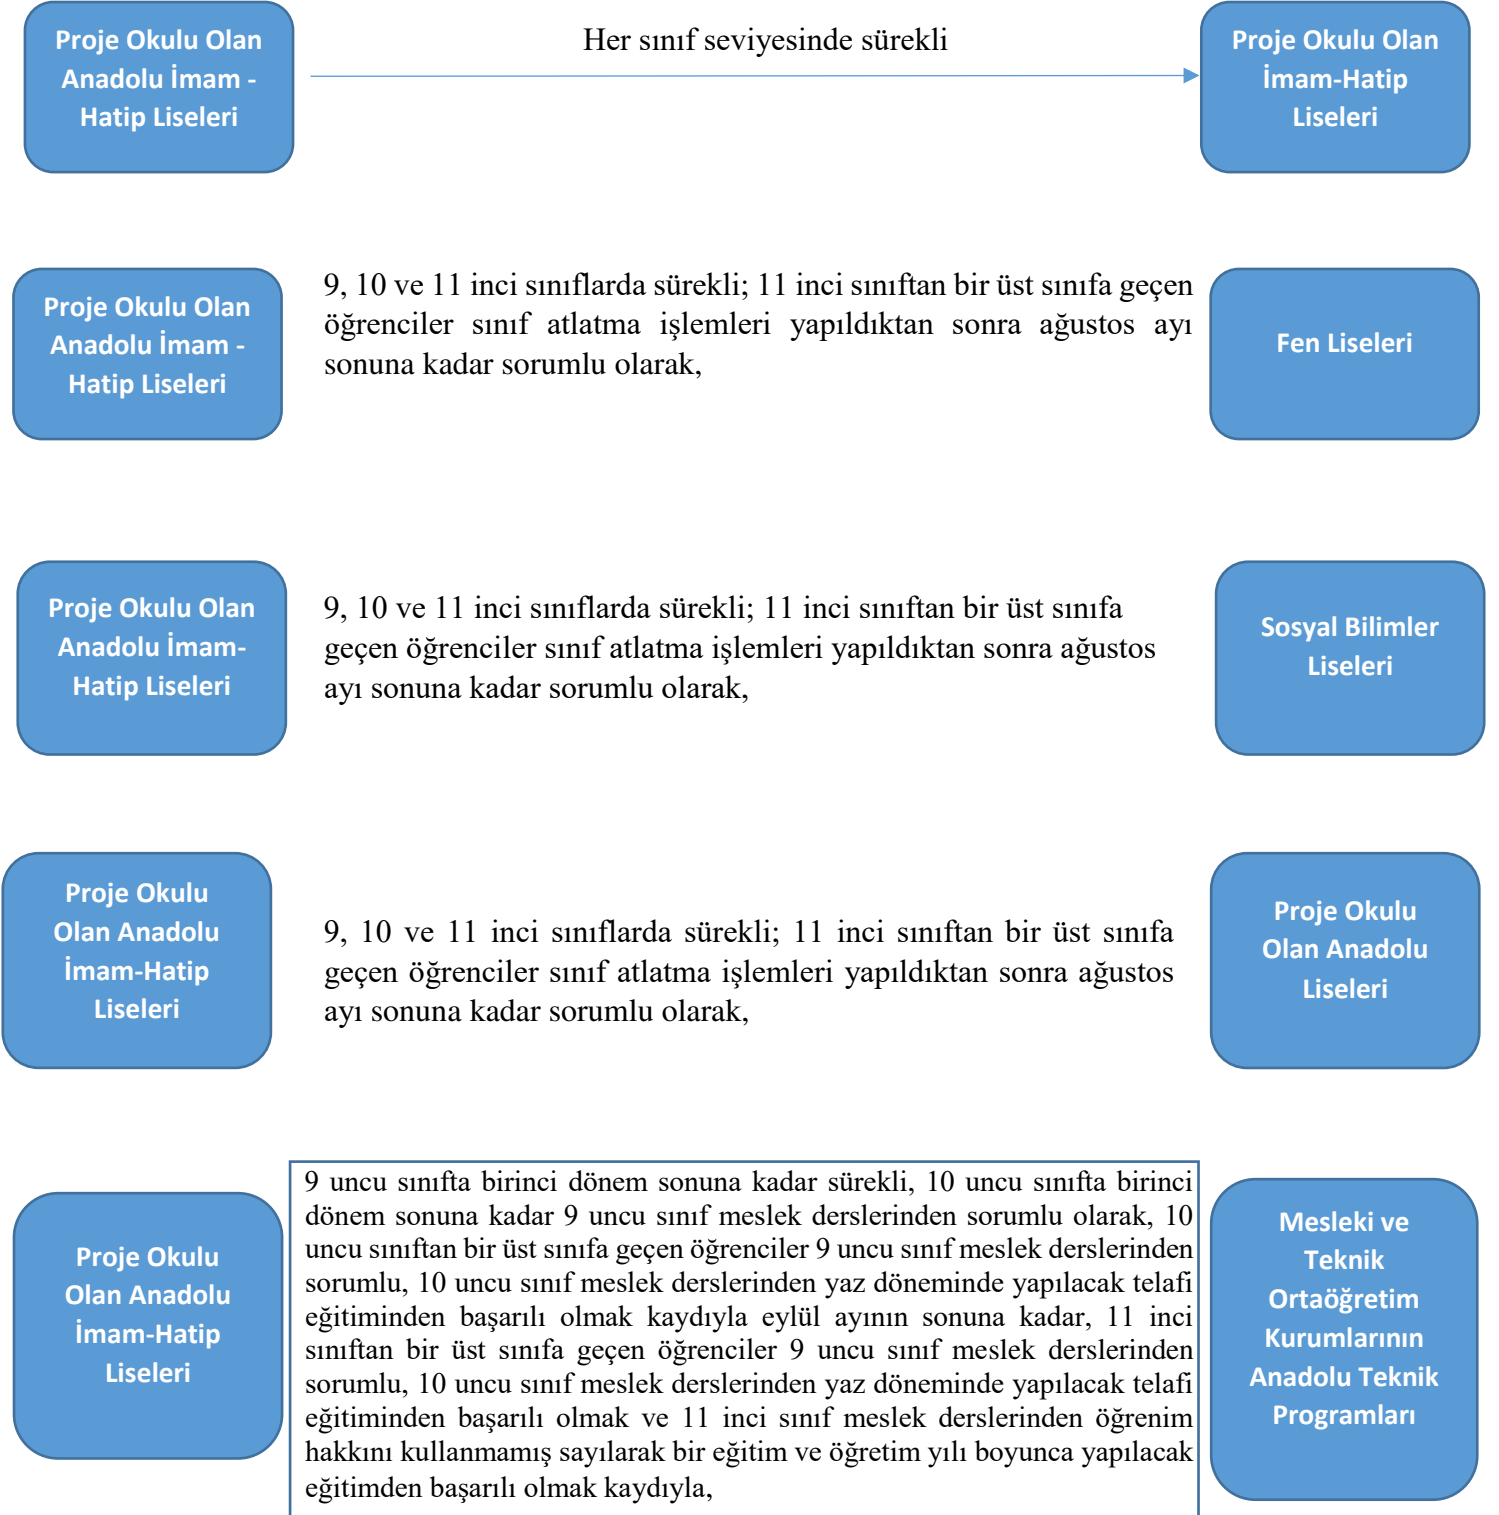 Proje Okulu Olan
Anadolu İmam -
Hatip Liseleri
Her sınıf seviyesinde sürekli
Proje Okulu Olan
İmam-Hatip
Liseleri
Proje Okulu Olan
Anadolu İmam -
Hatip Liseleri
9, 10 ve 11 inci sınıflarda sürekli; 11 inci sınıftan bir üst sınıfa geçen
öğrenciler sınıf atlatma işlemleri yapıldıktan sonra ağustos ayı
sonuna kadar sorumlu olarak,
Fen Liseleri
Proje Okulu Olan
Anadolu İmam-
Hatip Liseleri
9, 10 ve 11 inci sınıflarda sürekli; 11 inci sınıftan bir üst sınıfa
geçen öğrenciler sınıf atlatma işlemleri yapıldıktan sonra ağustos
ayı sonuna kadar sorumlu olarak,
Sosyal Bilimler
Liseleri
Proje Okulu
Olan Anadolu
İmam-Hatip
Liseleri
9, 10 ve 11 inci sınıflarda sürekli; 11 inci sınıftan bir üst sınıfa
geçen öğrenciler sınıf atlatma işlemleri yapıldıktan sonra ağustos
ayı sonuna kadar sorumlu olarak,
Proje Okulu
Olan Anadolu
Liseleri
Proje Okulu
Olan Anadolu
İmam-Hatip
Liseleri
9 uncu sınıfta birinci dönem sonuna kadar sürekli, 10 uncu sınıfta birinci
dönem sonuna kadar 9 uncu sınıf meslek derslerinden sorumlu olarak, 10
uncu sınıftan bir üst sınıfa geçen öğrenciler 9 uncu sınıf meslek derslerinden
sorumlu, 10 uncu sınıf meslek derslerinden yaz döneminde yapılacak telafi
eğitiminden başarılı olmak kaydıyla eylül ayının sonuna kadar, 11 inci
sınıftan bir üst sınıfa geçen öğrenciler 9 uncu sınıf meslek derslerinden
sorumlu, 10 uncu sınıf meslek derslerinden yaz döneminde yapılacak telafi
eğitiminden başarılı olmak ve 11 inci sınıf meslek derslerinden öğrenim
hakkını kullanmamış sayılarak bir eğitim ve öğretim yılı boyunca yapılacak
eğitimden başarılı olmak kaydıyla,
Mesleki ve
Teknik
Ortaöğretim
Kurumlarının
Anadolu Teknik
Programları